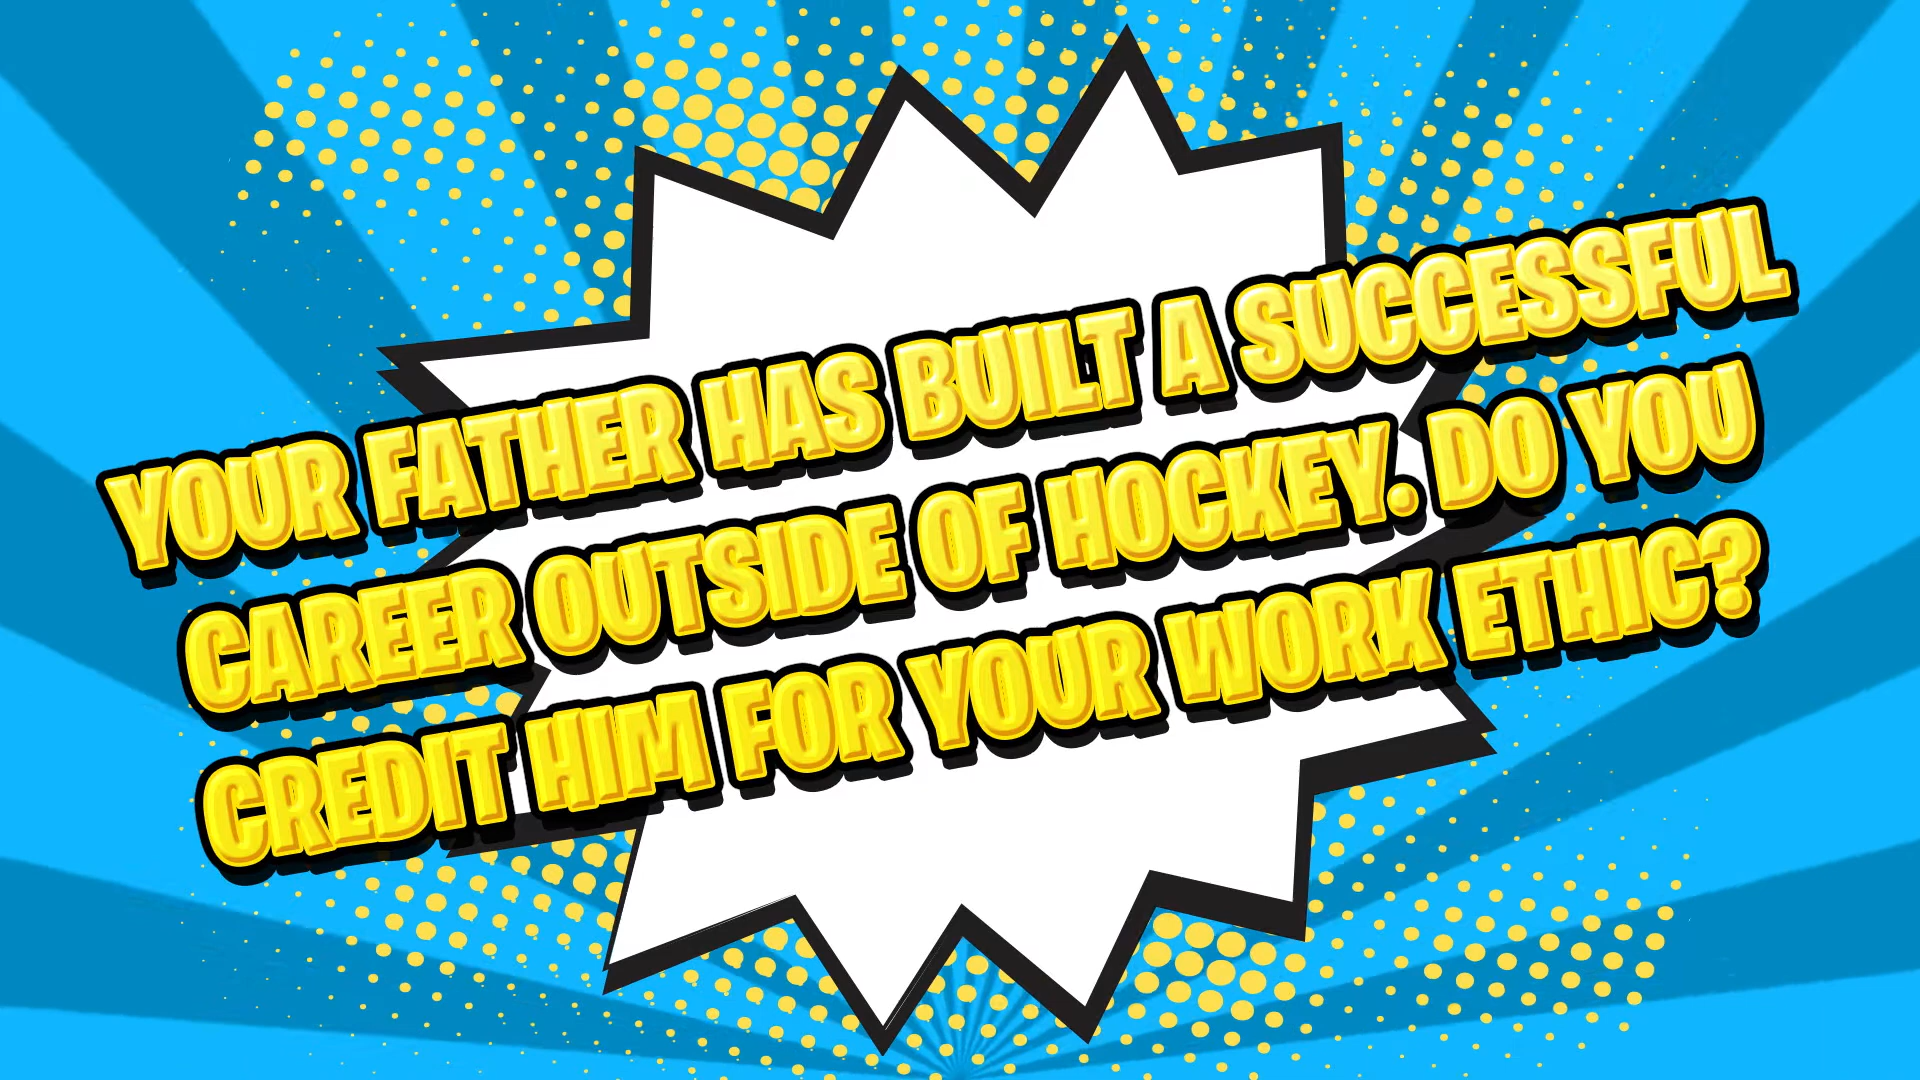 YOUR FATHER HAS BUILT A SUCCESSFUL
CAREER OUTSIDE OF HOCKEY. DO YOU
CREDIT HIM FOR YOUR WORK ETHIC?